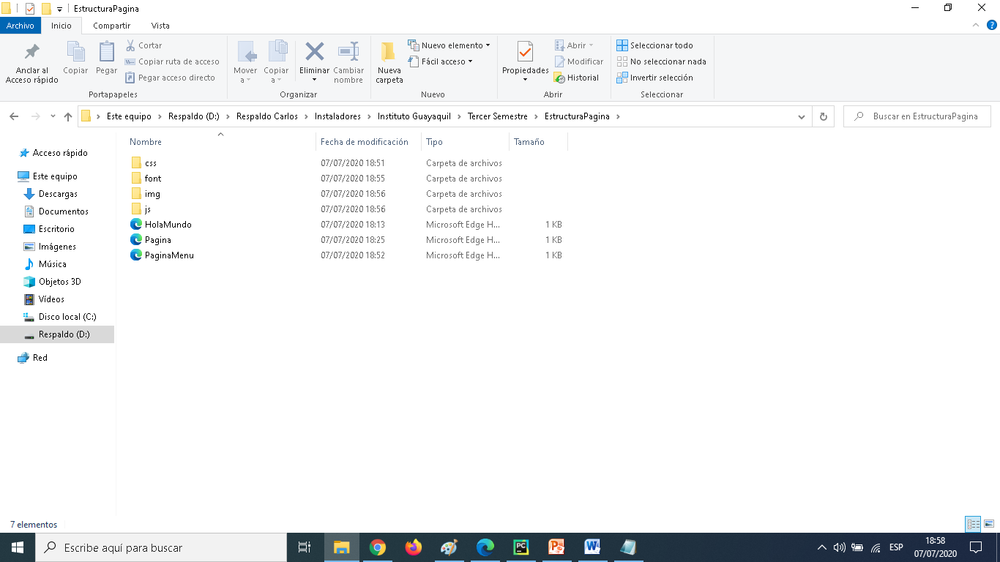 EstructuraPagina
Archivo Inicio Compartir Vista
Anclar al Acceso rápido
Copiar
Pegar
Cortar
Copiar ruta de acceso
Pegar acceso directo
Portapapeles
Mover a
Copiar a
Eliminar
Cambiar nombre
Organizar
Nueva carpeta
Nuevo elemento
Fácil acceso
Nuevo
Propiedades
Abrir
Modificar
Historial
Abrir
Seleccionar todo
No seleccionar nada
Invertir selección
Seleccionar
Este equipo Respaldo (D:) Respaldo Carlos Instaladores Instituto Guayaquil Tercer Semestre EstructuraPagina
Buscar en EstructuraPagina
Acceso rápido
Este equipo
Descargas
Documentos
Escritorio
Imágenes
Música
Objetos 3D
Vídeos
Disco local (C:)
Respaldo (D:)
Red
Nombre Fecha de modificación Tipo Tamaño
css 07/07/2020 18:51 Carpeta de archivos
font 07/07/2020 18:55 Carpeta de archivos
img 07/07/2020 18:56 Carpeta de archivos
js 07/07/2020 18:56 Carpeta de archivos
HolaMundo 07/07/2020 18:13 Microsoft Edge H... 1 KB
Pagina 07/07/2020 18:25 Microsoft Edge H... 1 KB
PaginaMenu 07/07/2020 18:52 Microsoft Edge H... 1 KB
7 elementos
Escribe aquí para buscar
ESP
18:58
07/07/2020